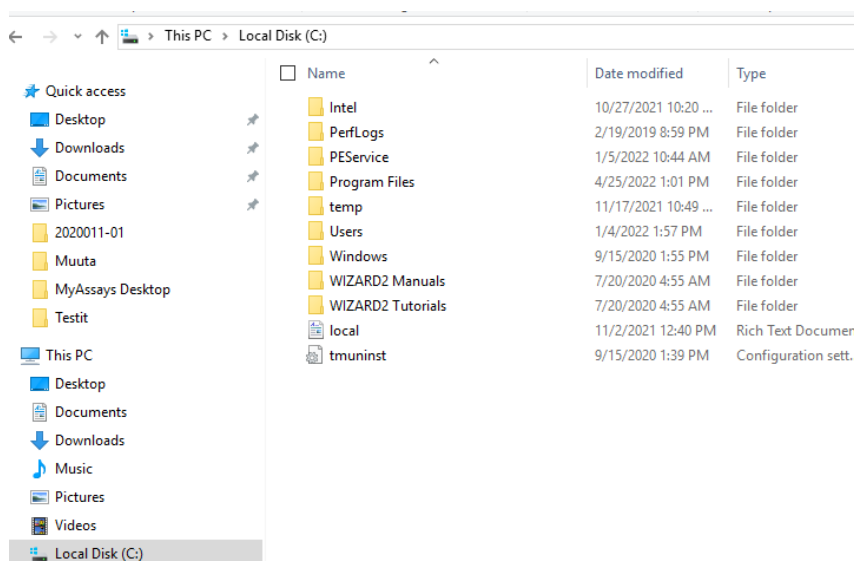 This PC > Local Disk (C:)
Name Date modified Type
Quick access
Desktop
Downloads
Documents
Pictures
2020011-01
Muuta
MyAssays Desktop
Testit
This PC
Desktop
Documents
Downloads
Music
Pictures
Videos
Local Disk (C:)
Intel 10/27/2021 10:20 ... File folder
PerfLogs 2/19/2019 8:59 PM File folder
PEService 1/5/2022 10:44 AM File folder
Program Files 4/25/2022 1:01 PM File folder
temp 11/17/2021 10:49 ... File folder
Users 1/4/2022 1:57 PM File folder
Windows 9/15/2020 1:55 PM File folder
WIZARD2 Manuals 7/20/2020 4:55 AM File folder
WIZARD2 Tutorials 7/20/2020 4:55 AM File folder
local 11/2/2021 12:40 PM Rich Text Documen
tmuninst 9/15/2020 1:39 PM Configuration sett.